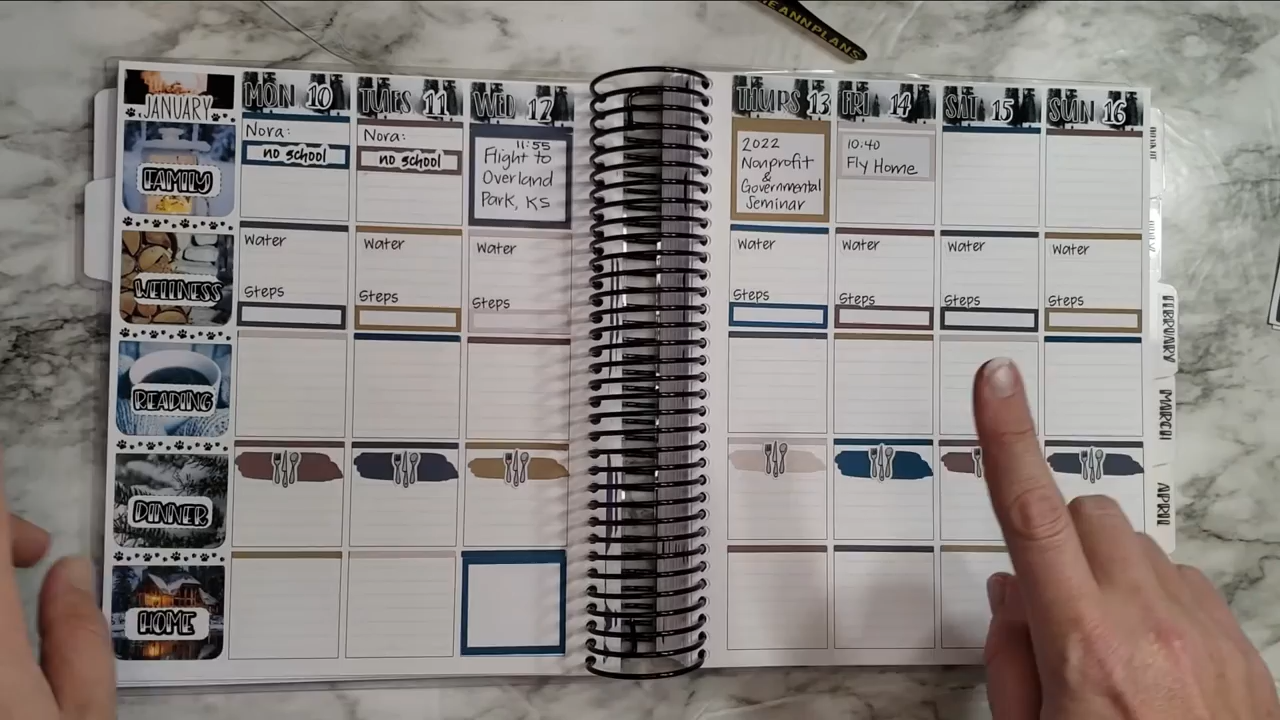 EANNPLANS
JANUARY
MON 10
TUES 11
WED 12
THURS 13
FRI 14
SAT 15
SUN 16
FAMILY
Nora:
no school
Nora:
no school
11:55
Flight to
Overland
Park, KS
2022
Nonprofit
&
Governmental
Seminar
10:40
Fly Home
WELLNESS
Water
Steps
Water
Steps
Water
Steps
Water
Steps
Water
Steps
Water
Steps
Water
Steps
READING
DINNER
HOME
FEBRUARY
MARCH
APRIL